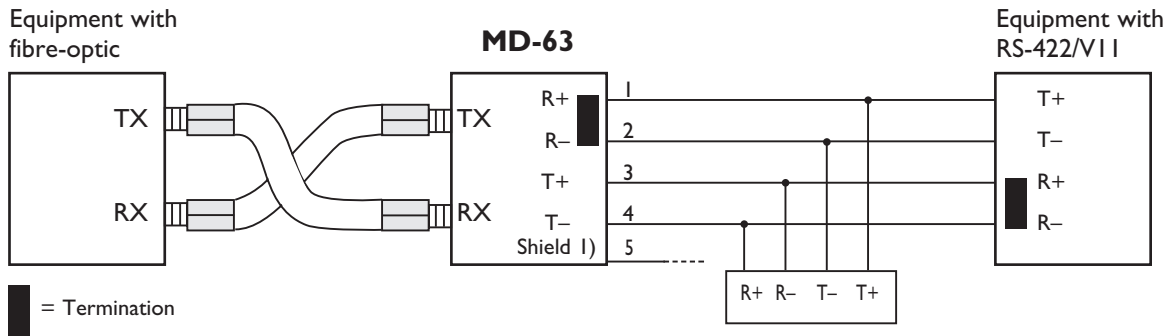 Equipment with
fibre-optic
MD-63
Equipment with
RS-422/V11
TX
RX
TX
RX
R+
R–
T+
T–
Shield 1)
1
2
3
4
5
T+
T–
R+
R–
R+ R– T– T+
= Termination